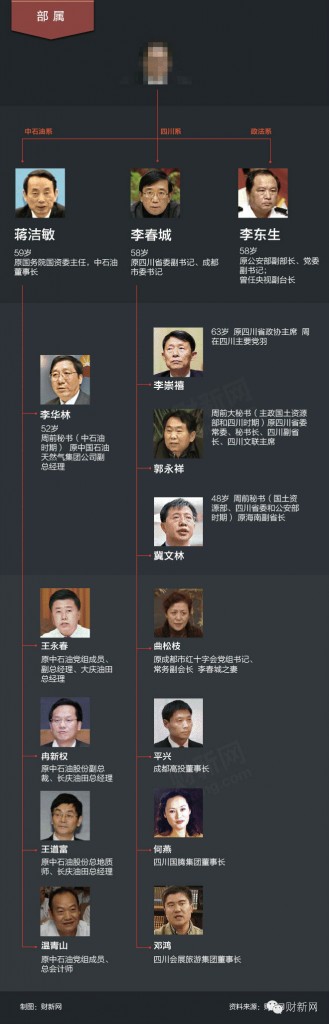 部属
中石油系
四川系
政法系
蒋洁敏
59岁
原国务院国资委主任，中石油
董事长
李春城
58岁
原四川省委副书记、成都
市委书记
李东生
58岁
原公安部副部长、党委
副书记；
曾任央视副台长
李华林
52岁
周前秘书（中石油
时期） 原中国石油
天然气集团公司副
总经理
63岁 原四川省政协主席 周
在四川主要党羽
李崇禧
周前大秘书（主政国土资源
部和四川时期）原四川省委
常委、秘书长、四川副省
长、四川文联主席
郭永祥
48岁 周前秘书（国土资
源部、四川省委和公安部
时期） 原海南副省长
冀文林
王永春
原中石油党组成员、
副总经理、大庆油田
总经理
曲松枝
原成都市红十字会党组书记、
常务副会长 李春城之妻
冉新权
原中石油股份副总
裁、长庆油田总经理
平兴
成都高投董事长
王道富
原中石油股份总地质
师、长庆油田总经理
何燕
四川国腾集团董事长
温青山
原中石油党组成员、
总会计师
邓鸿
四川会展旅游集团董事长
制图：财新网
资料来源：财
财新网